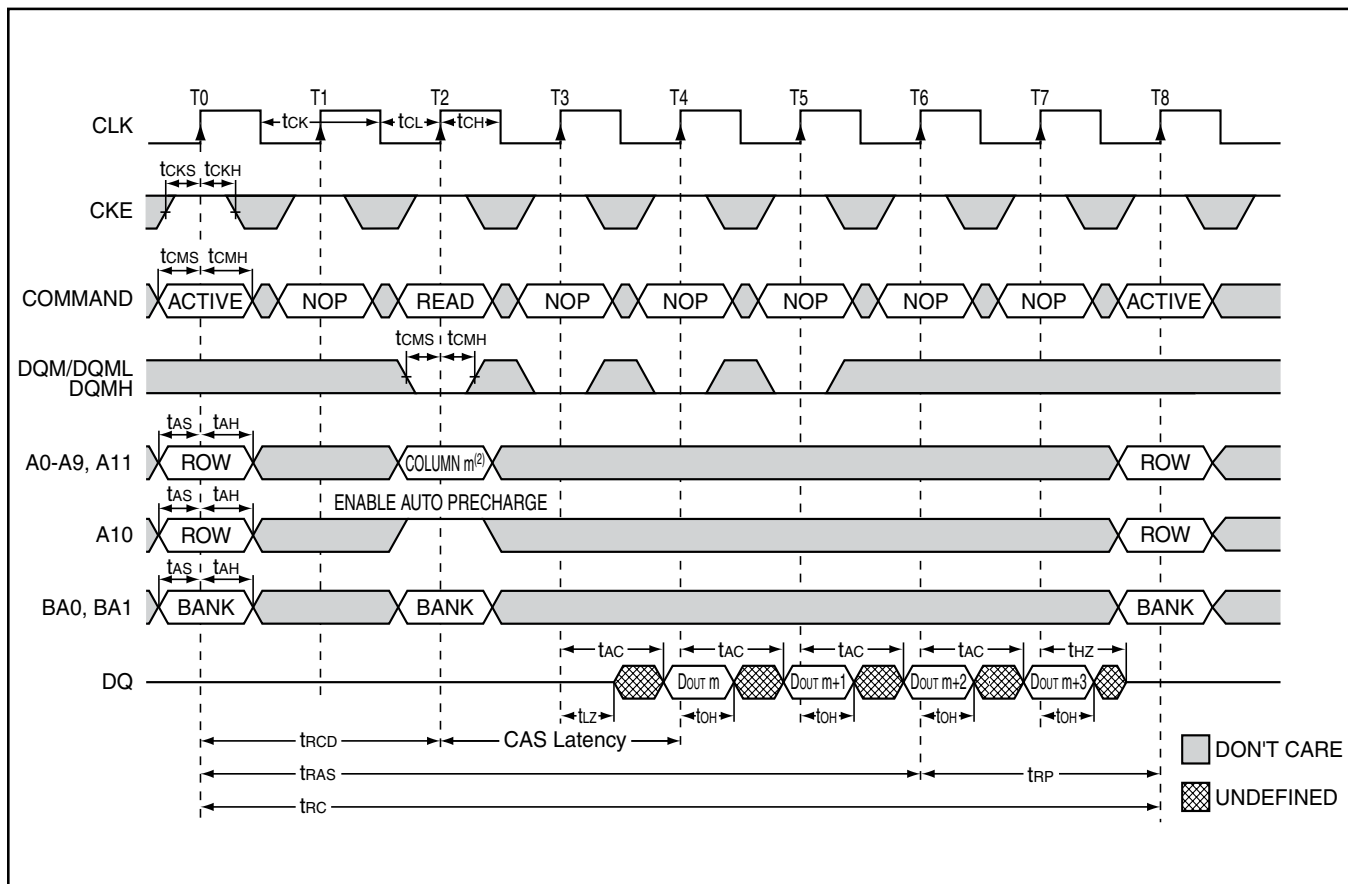 T0 T1 T2 T3 T4 T5 T6 T7 T8
CLK tCK tCL tCH
tCKS tCKH
CKE
tCMS tCMH
COMMAND ACTIVE NOP READ NOP NOP NOP NOP NOP ACTIVE
tCMS tCMH
DQM/DQML
DQMH
tAS tAH
A0-A9, A11 ROW COLUMN m(2) ROW
tAS tAH ENABLE AUTO PRECHARGE
A10 ROW ROW
tAS tAH
BA0, BA1 BANK BANK BANK
tAC tAC tAC tAC tHZ
DQ DOUT m DOUT m+1 DOUT m+2 DOUT m+3
tLZ tOH tOH tOH tOH
tRCD CAS Latency
DON'T CARE
tRAS tRP
UNDEFINED
tRC